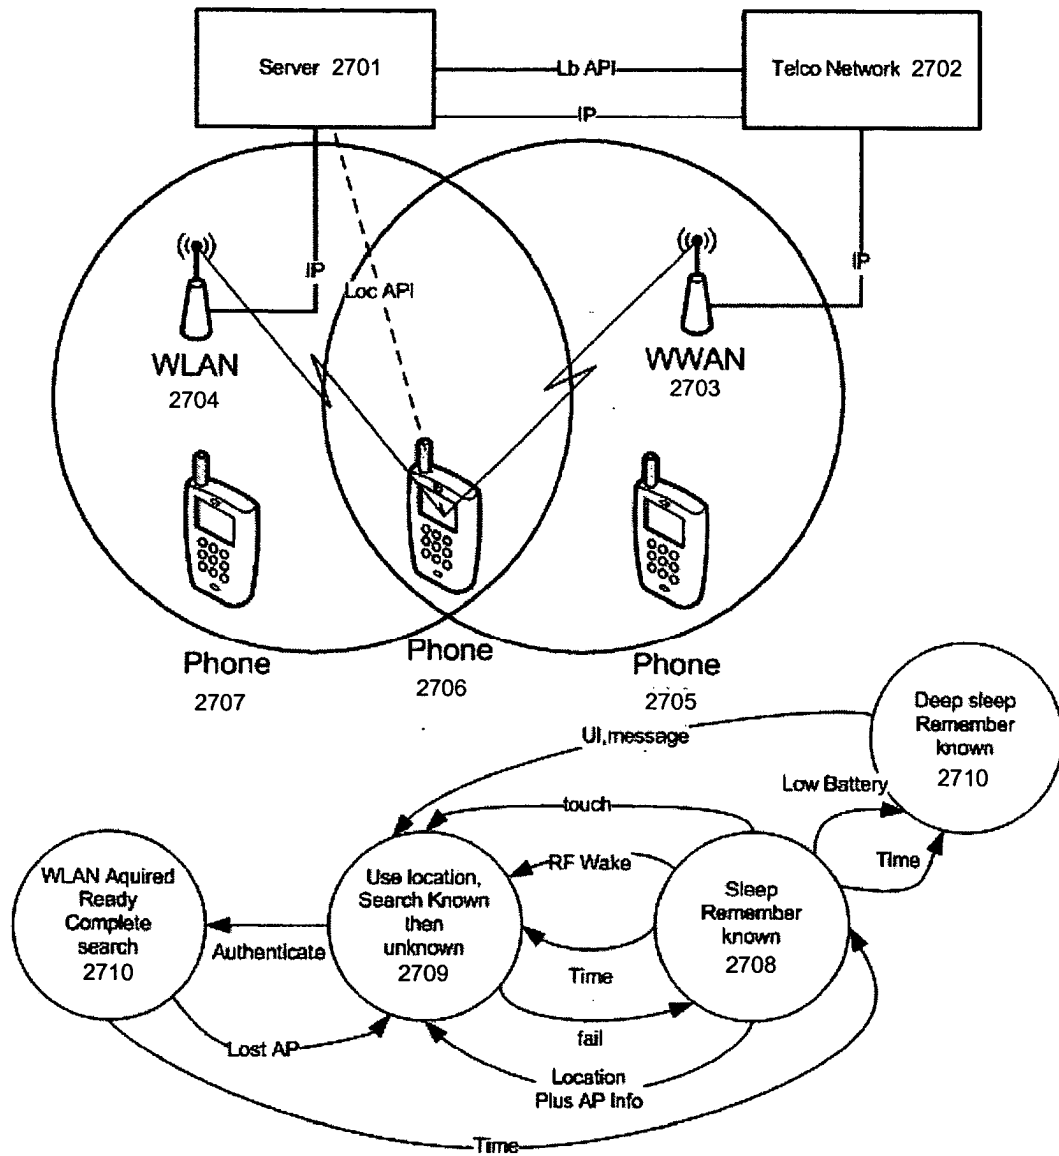 Server 2701
Lb API
Telco Network 2702
IP
IP
Loc API
IP
WLAN
2704
WWAN
2703
Phone
2707
Phone
2706
Phone
2705
Deep sleep
Remember
known
2710
UI,message
Low Battery
touch
Time
RF Wake
WLAN Aquired
Ready
Complete
search
2710
Authenticate
Use location,
Search Known
then
unknown
2709
Sleep
Remember
known
2708
Time
fail
Lost AP
Location
Plus AP Info
Time